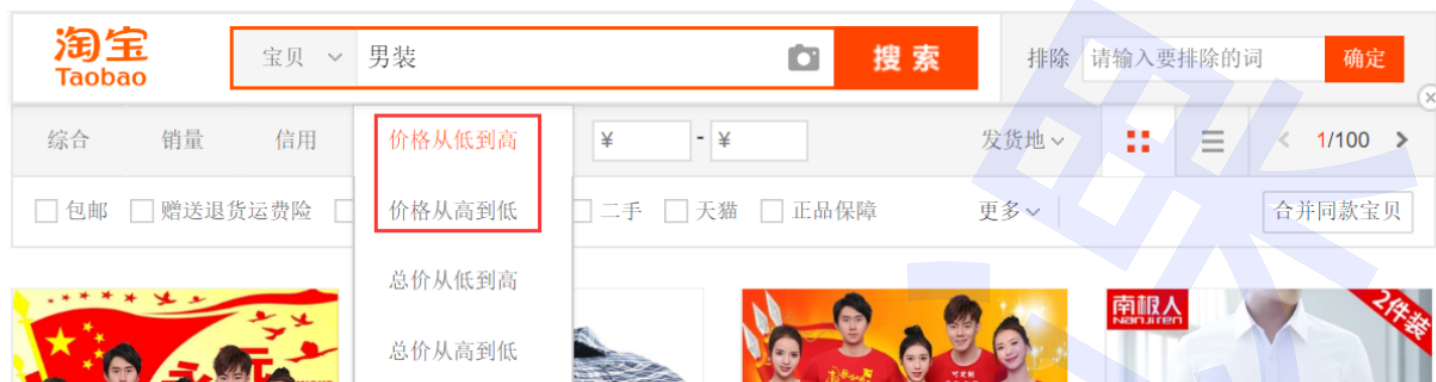 淘宝
Taobao
宝贝 男装 搜索 排除 请输入要排除的词 确定
综合 销量 信用 价格从低到高 ¥ - ¥ 发货地 < 1/100 >
包邮 赠送退货运费险 价格从高到低 二手 天猫 正品保障 更多 合并同款宝贝
总价从低到高
总价从高到低
南极人
Nanjiren
2件装
可定制